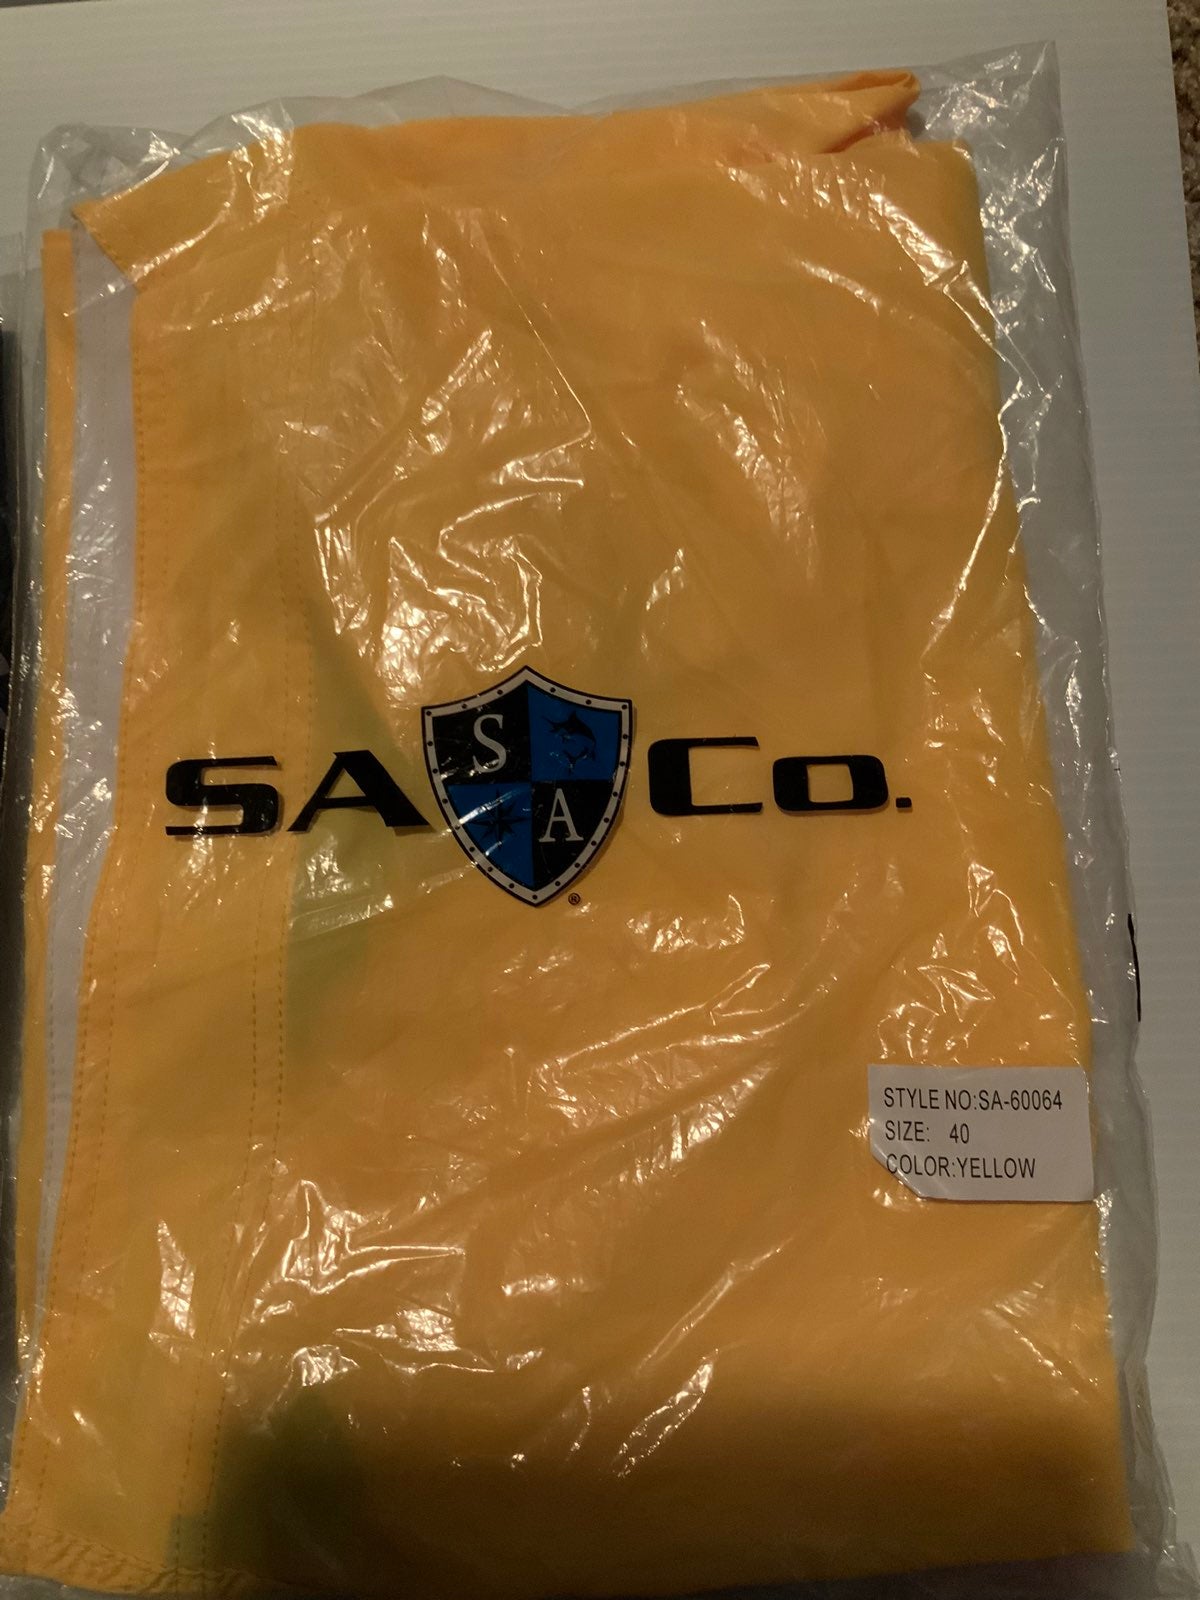 SA Co.
S
A
®
STYLE NO:SA-60064
SIZE: 40
COLOR:YELLOW